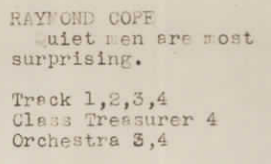 RAYMOND COPE
Quiet men are most
surprising.
Track 1,2,3,4
Class Treasurer 4
Orchestra 3,4